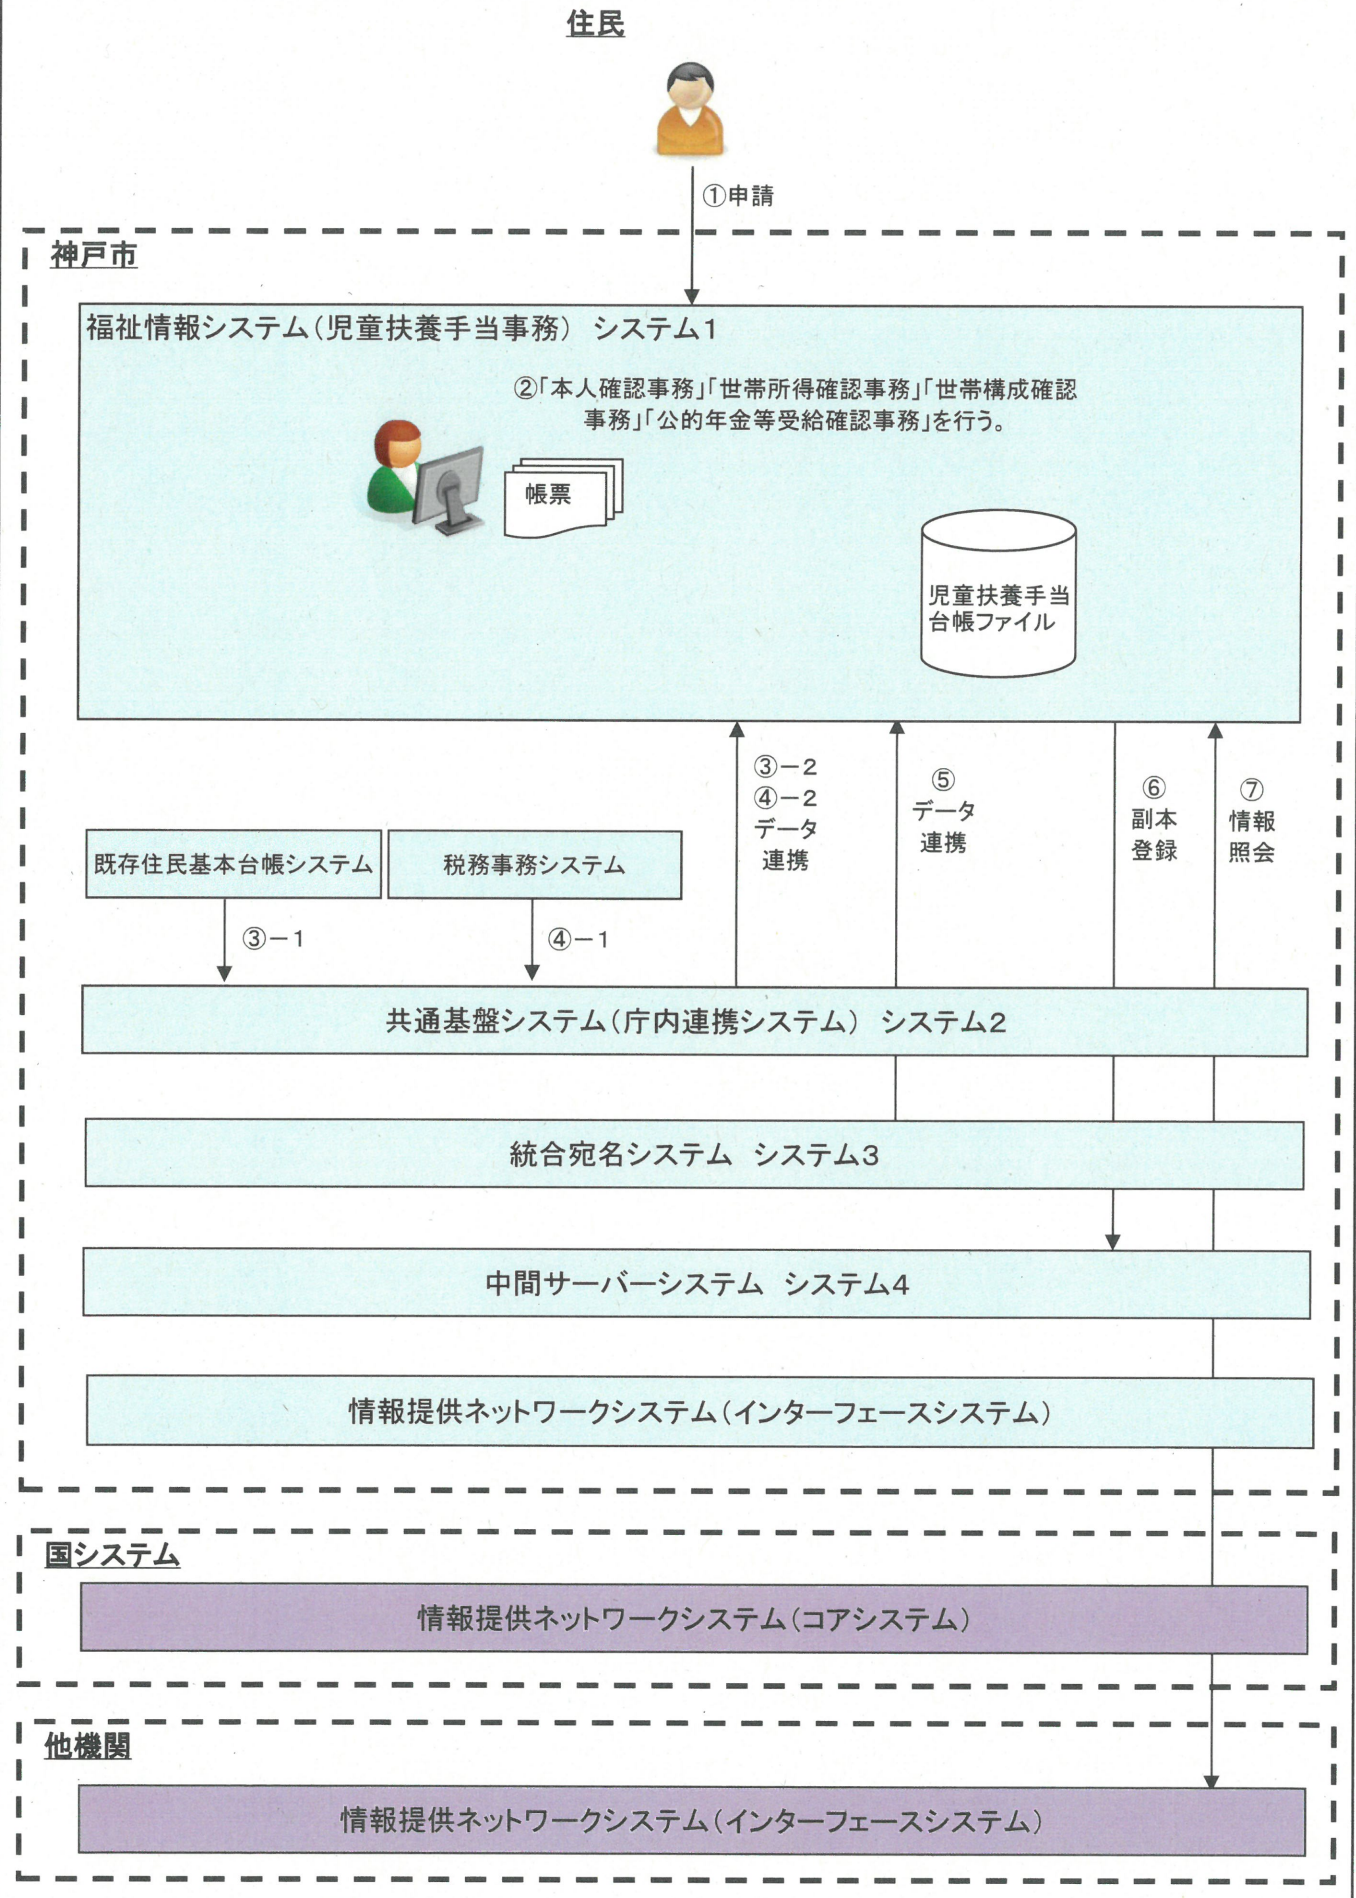 住民
①申請
神戸市
福祉情報システム(児童扶養手当事務) システム1
②「本人確認事務」「世帯所得確認事務」「世帯構成確認
事務」「公的年金等受給確認事務」を行う。
帳票
児童扶養手当
台帳ファイル
③－2
④－2
データ
連携
⑤
データ
連携
⑥
副本
登録
⑦
情報
照会
既存住民基本台帳システム
税務事務システム
③－1
④－1
共通基盤システム(庁内連携システム) システム2
統合宛名システム システム3
中間サーバーシステム システム4
情報提供ネットワークシステム(インターフェースシステム)
国システム
情報提供ネットワークシステム(コアシステム)
他機関
情報提供ネットワークシステム(インターフェースシステム)